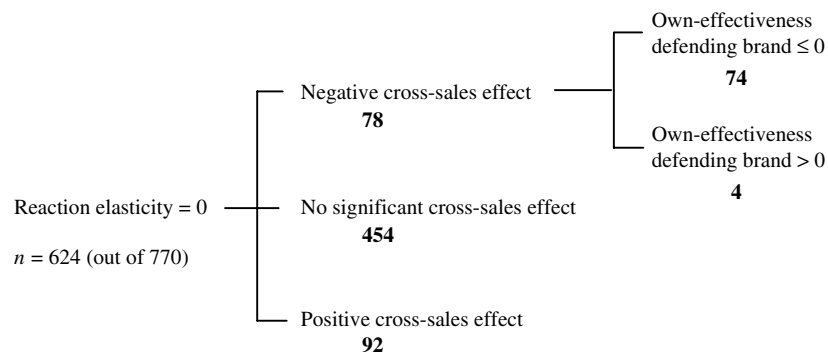 Own-effectiveness
defending brand ≤ 0
74
Negative cross-sales effect
78
Own-effectiveness
defending brand > 0
4
Reaction elasticity = 0
n = 624 (out of 770)
No significant cross-sales effect
454
Positive cross-sales effect
92